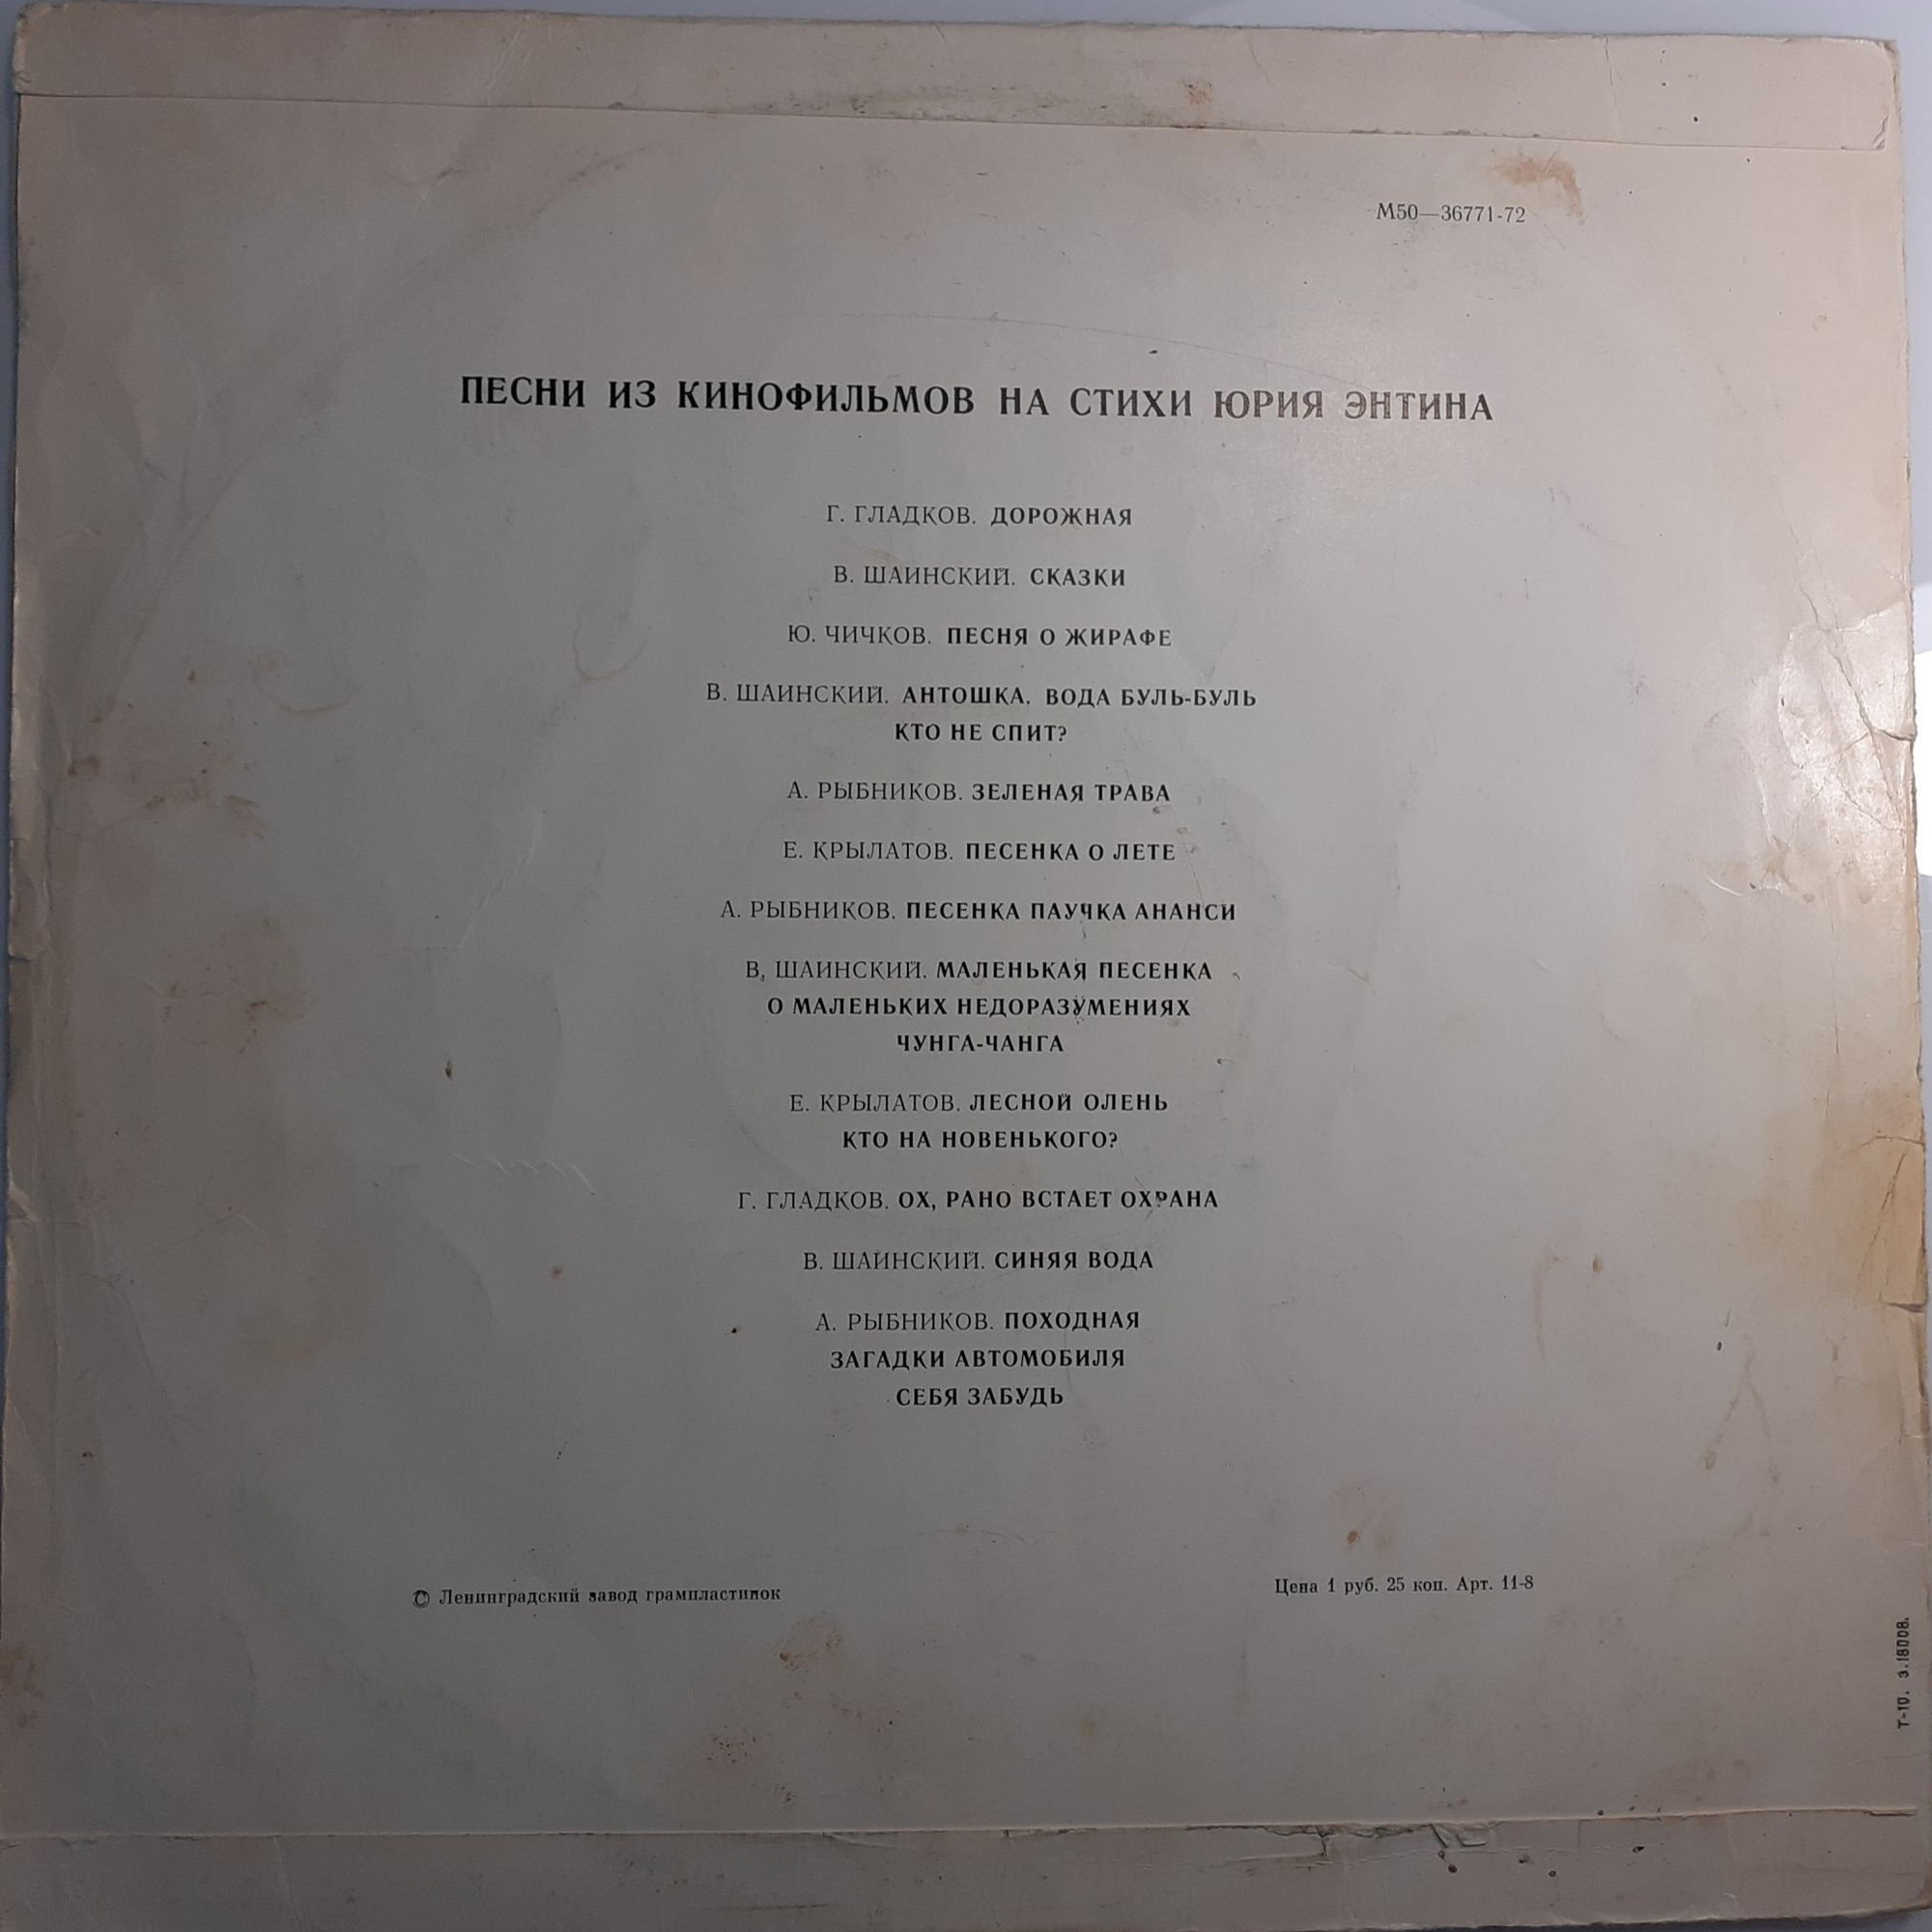 М50—36771-72
ПЕСНИ ИЗ КИНОФИЛЬМОВ НА СТИХИ ЮРИЯ ЭНТИНА
Г. ГЛАДКОВ. ДОРОЖНАЯ
В. ШАИНСКИЙ. СКАЗКИ
Ю. ЧИЧКОВ. ПЕСНЯ О ЖИРАФЕ
В. ШАИНСКИЙ. АНТОШКА. ВОДА БУЛЬ-БУЛЬ
КТО НЕ СПИТ?
А. РЫБНИКОВ. ЗЕЛЕНАЯ ТРАВА
Е. КРЫЛАТОВ. ПЕСЕНКА О ЛЕТЕ
А. РЫБНИКОВ. ПЕСЕНКА ПАУЧКА АНАНСИ
В. ШАИНСКИЙ. МАЛЕНЬКАЯ ПЕСЕНКА
О МАЛЕНЬКИХ НЕДОРАЗУМЕНИЯХ
ЧУНГА-ЧАНГА
Е. КРЫЛАТОВ. ЛЕСНОЙ ОЛЕНЬ
КТО НА НОВЕНЬКОГО?
Г. ГЛАДКОВ. ОХ, РАНО ВСТАЕТ ОХРАНА
В. ШАИНСКИЙ. СИНЯЯ ВОДА
А. РЫБНИКОВ. ПОХОДНАЯ
ЗАГАДКИ АВТОМОБИЛЯ
СЕБЯ ЗАБУДЬ
© Ленинградский завод грампластинок
Цена 1 руб. 25 коп. Арт. 11-8
Т-10. з.18008.